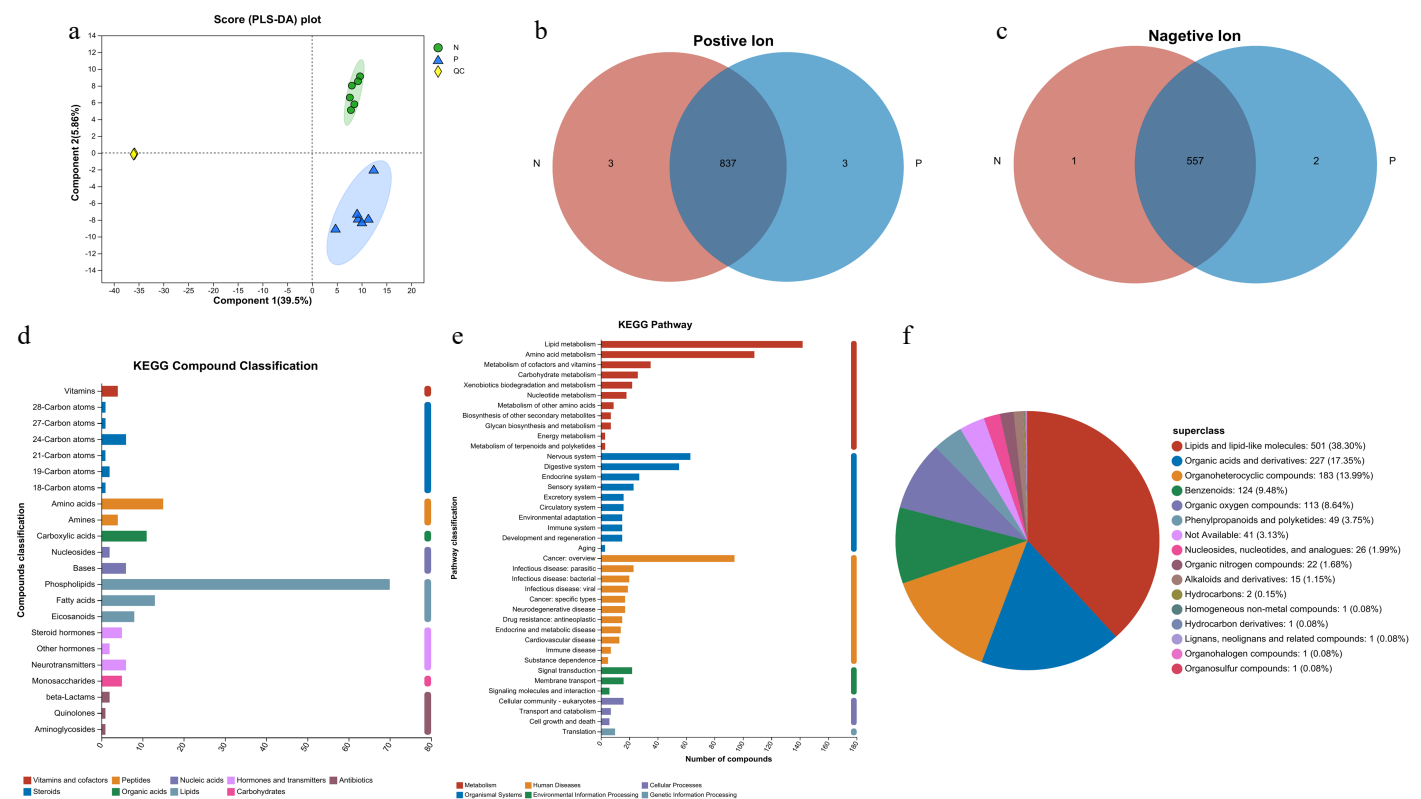 a
Score (PLS-DA) plot
14
12
10
8
6
4
2
0
-2
-4
-6
-8
-10
-12
-14
Component 2(5.86%)
-40 -35 -30 -25 -20 -15 -10 -5 0 5 10 15 20
Component 1(39.5%)
N
P
QC
b
Postive Ion
N 3 837 3 P
c
Nagetive Ion
N 1 557 2 P
d
KEGG Compound Classification
Compounds classification
Vitamins
28-Carbon atoms
27-Carbon atoms
24-Carbon atoms
21-Carbon atoms
19-Carbon atoms
18-Carbon atoms
Amino acids
Amines
Carboxylic acids
Nucleosides
Bases
Phospholipids
Fatty acids
Eicosanoids
Steroid hormones
Other hormones
Neurotransmitters
Monosaccharides
beta-Lactams
Quinolones
Aminoglycosides
0 10 20 30 40 50 60 70 80
Vitamins and cofactors Peptides Nucleic acids Hormones and transmitters Antibiotics
Steroids Organic acids Lipids Carbohydrates
e
KEGG Pathway
Pathway classification
Lipid metabolism
Amino acid metabolism
Metabolism of cofactors and vitamins
Carbohydrate metabolism
Xenobiotics biodegradation and metabolism
Nucleotide metabolism
Metabolism of other amino acids
Biosynthesis of other secondary metabolites
Glycan biosynthesis and metabolism
Energy metabolism
Metabolism of terpenoids and polyketides
Nervous system
Digestive system
Endocrine system
Sensory system
Excretory system
Circulatory system
Environmental adaptation
Immune system
Development and regeneration
Aging
Cancer: overview
Infectious disease: parasitic
Infectious disease: bacterial
Infectious disease: viral
Cancer: specific types
Neurodegenerative disease
Drug resistance: antineoplastic
Endocrine and metabolic disease
Cardiovascular disease
Immune disease
Substance dependence
Signal transduction
Membrane transport
Signaling molecules and interaction
Cellular community - eukaryotes
Transport and catabolism
Cell growth and death
Translation
0 20 40 60 80 100 120 140 160 180
Number of compounds
Metabolism Human Diseases Cellular Processes
Organismal Systems Environmental Information Processing Genetic Information Processing
f
superclass
Lipids and lipid-like molecules: 501 (38.30%)
Organic acids and derivatives: 227 (17.35%)
Organoheterocyclic compounds: 183 (13.99%)
Benzenoids: 124 (9.48%)
Organic oxygen compounds: 113 (8.64%)
Phenylpropanoids and polyketides: 49 (3.75%)
Not Available: 41 (3.13%)
Nucleosides, nucleotides, and analogues: 26 (1.99%)
Organic nitrogen compounds: 22 (1.68%)
Alkaloids and derivatives: 15 (1.15%)
Hydrocarbons: 2 (0.15%)
Homogeneous non-metal compounds: 1 (0.08%)
Hydrocarbon derivatives: 1 (0.08%)
Lignans, neolignans and related compounds: 1 (0.08%)
Organohalogen compounds: 1 (0.08%)
Organosulfur compounds: 1 (0.08%)